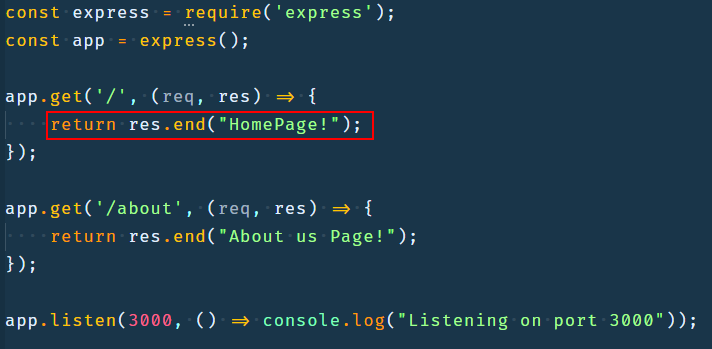 const express = require('express');
const app = express();
app.get('/', (req, res) => {
return res.end("HomePage!");
});
app.get('/about', (req, res) => {
return res.end("About us Page!");
});
app.listen(3000, () => console.log("Listening on port 3000"));